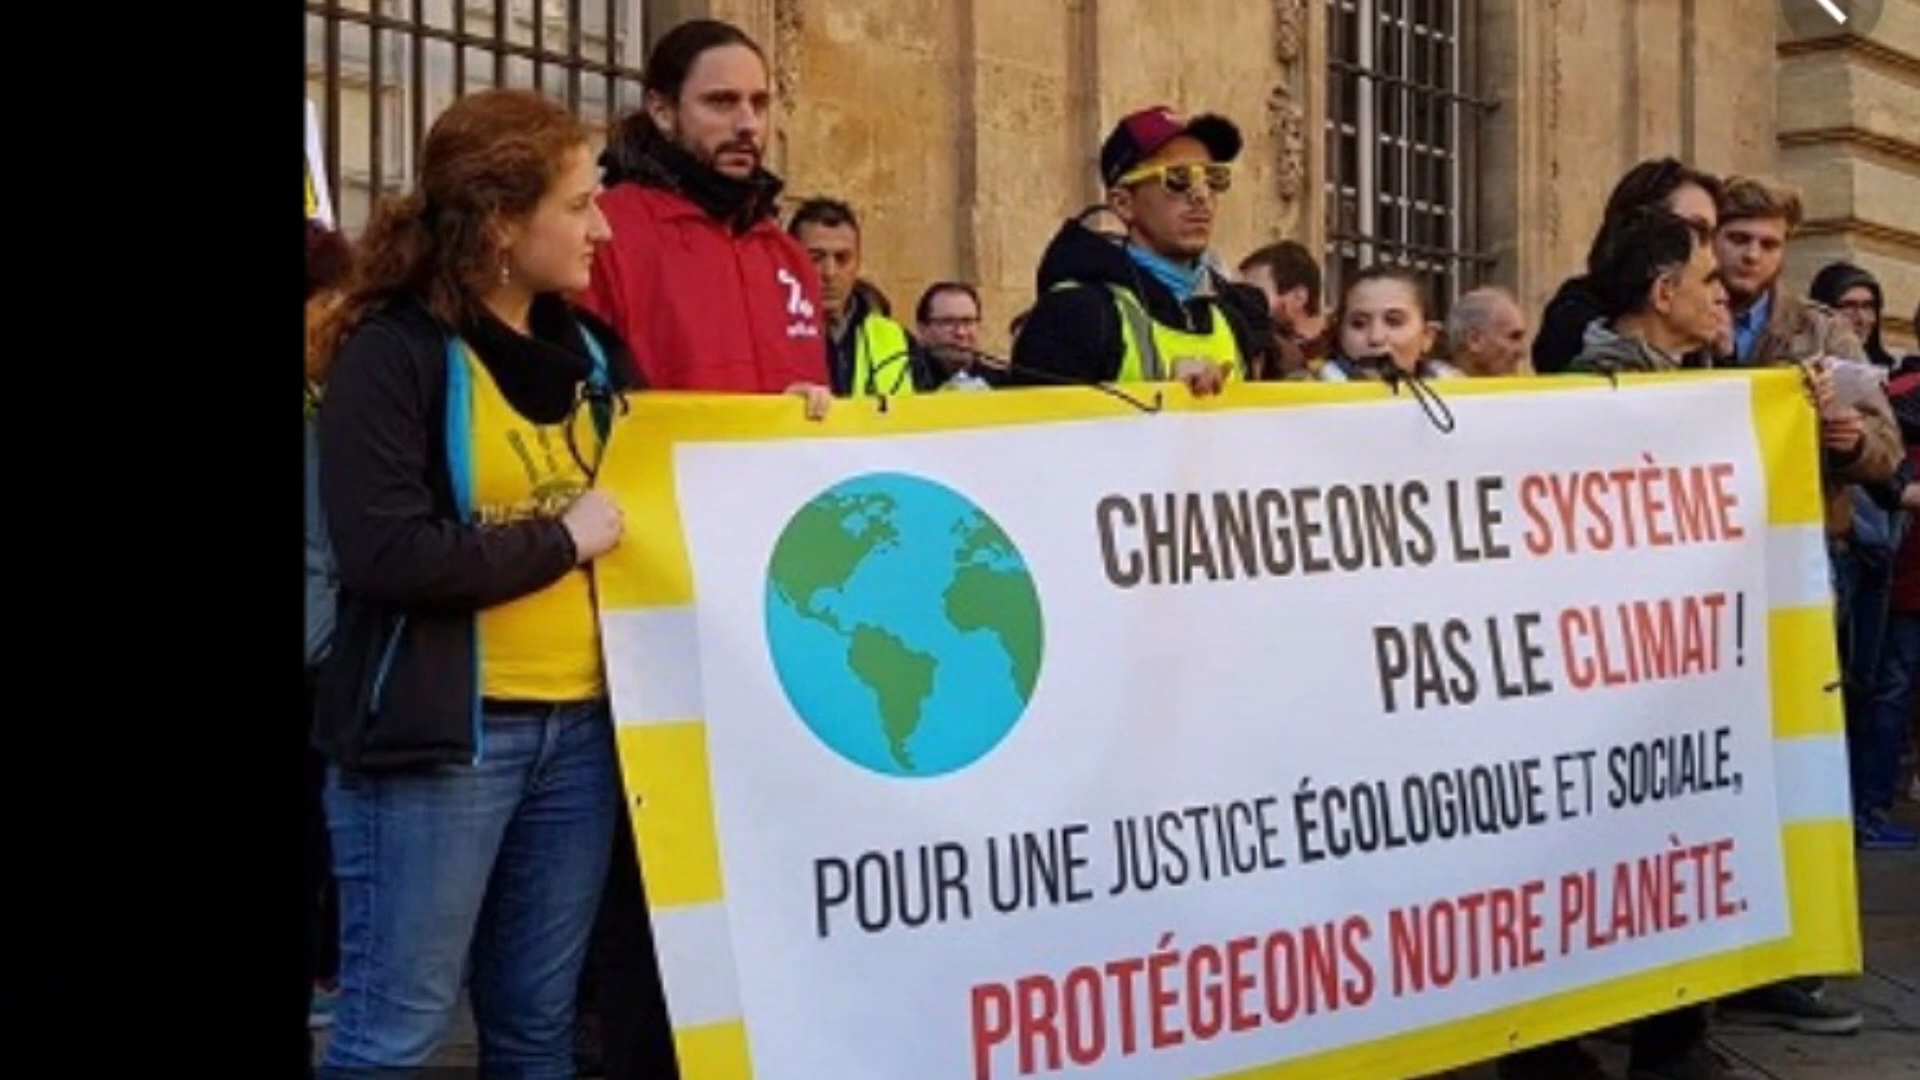 CHANGEONS LE SYSTÈME
PAS LE CLIMAT !
POUR UNE JUSTICE ÉCOLOGIQUE ET SOCIALE,
PROTÉGEONS NOTRE PLANÈTE.